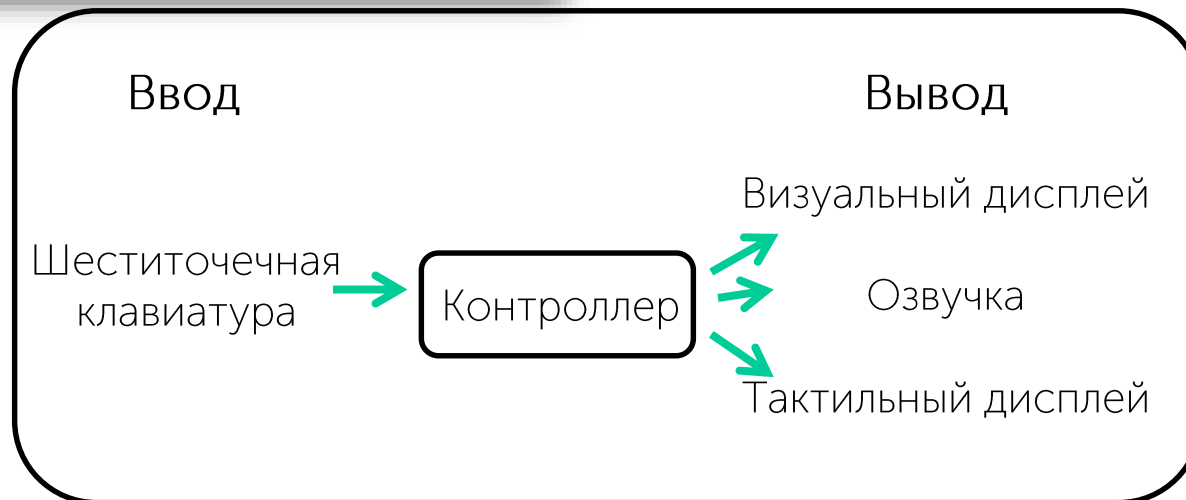 Ввод
Вывод
Шеститочечная
клавиатура
Контроллер
Визуальный дисплей
Озвучка
Тактильный дисплей